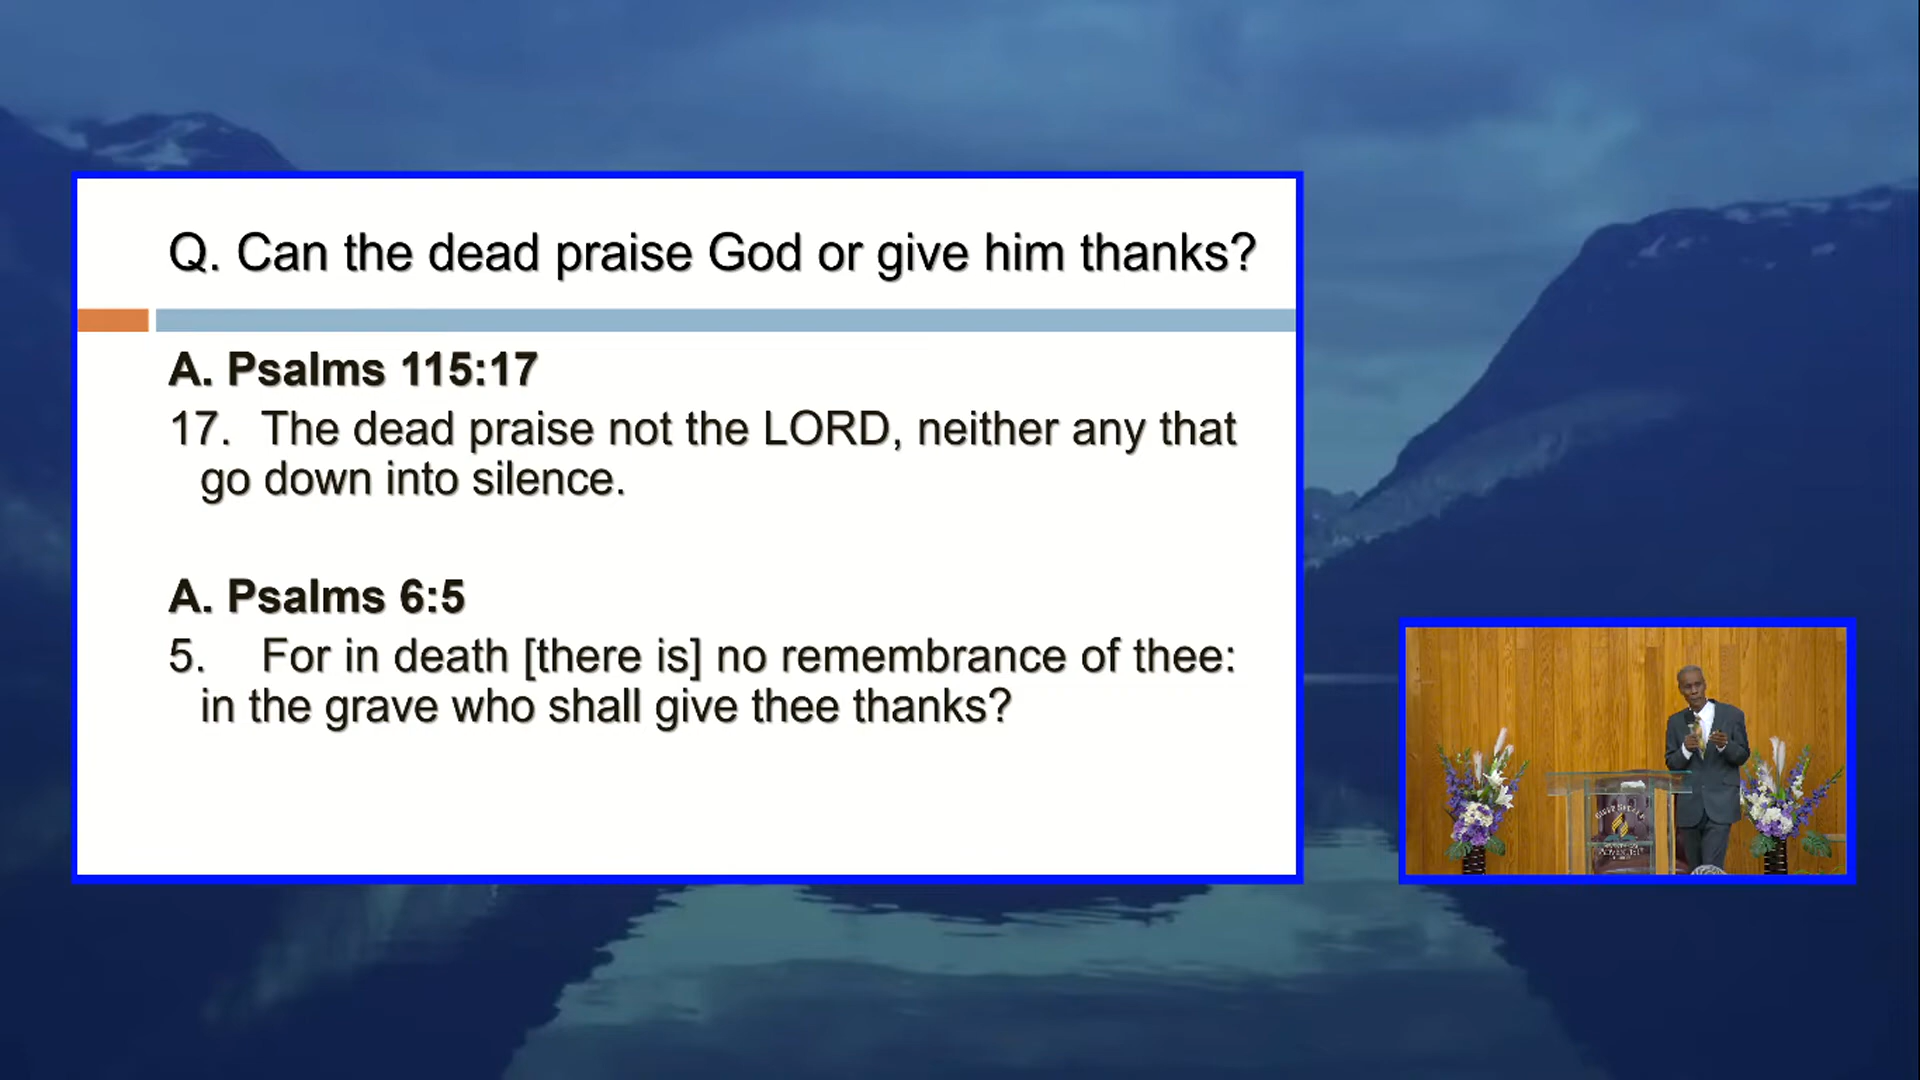 Q. Can the dead praise God or give him thanks?
A. Psalms 115:17
17. The dead praise not the LORD, neither any that
go down into silence.
A. Psalms 6:5
5. For in death [there is] no remembrance of thee:
in the grave who shall give thee thanks?